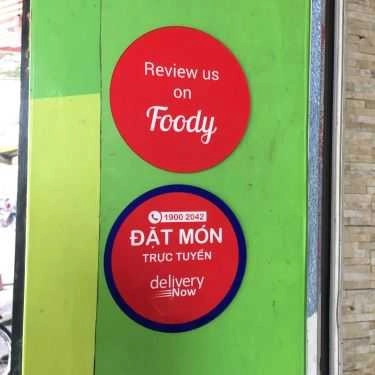 Review us
on
Foody
1900 2042
ĐẶT MÓN
TRỰC TUYẾN
delivery
Now